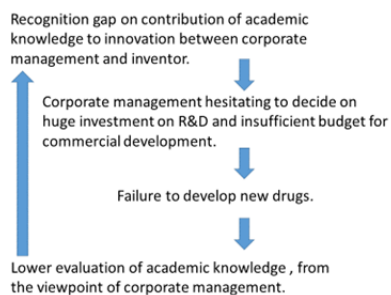 Recognition gap on contribution of academic
knowledge to innovation between corporate
management and inventor.
Corporate management hesitating to decide on
huge investment on R&D and insufficient budget for
commercial development.
Failure to develop new drugs.
Lower evaluation of academic knowledge , from
the viewpoint of corporate management.